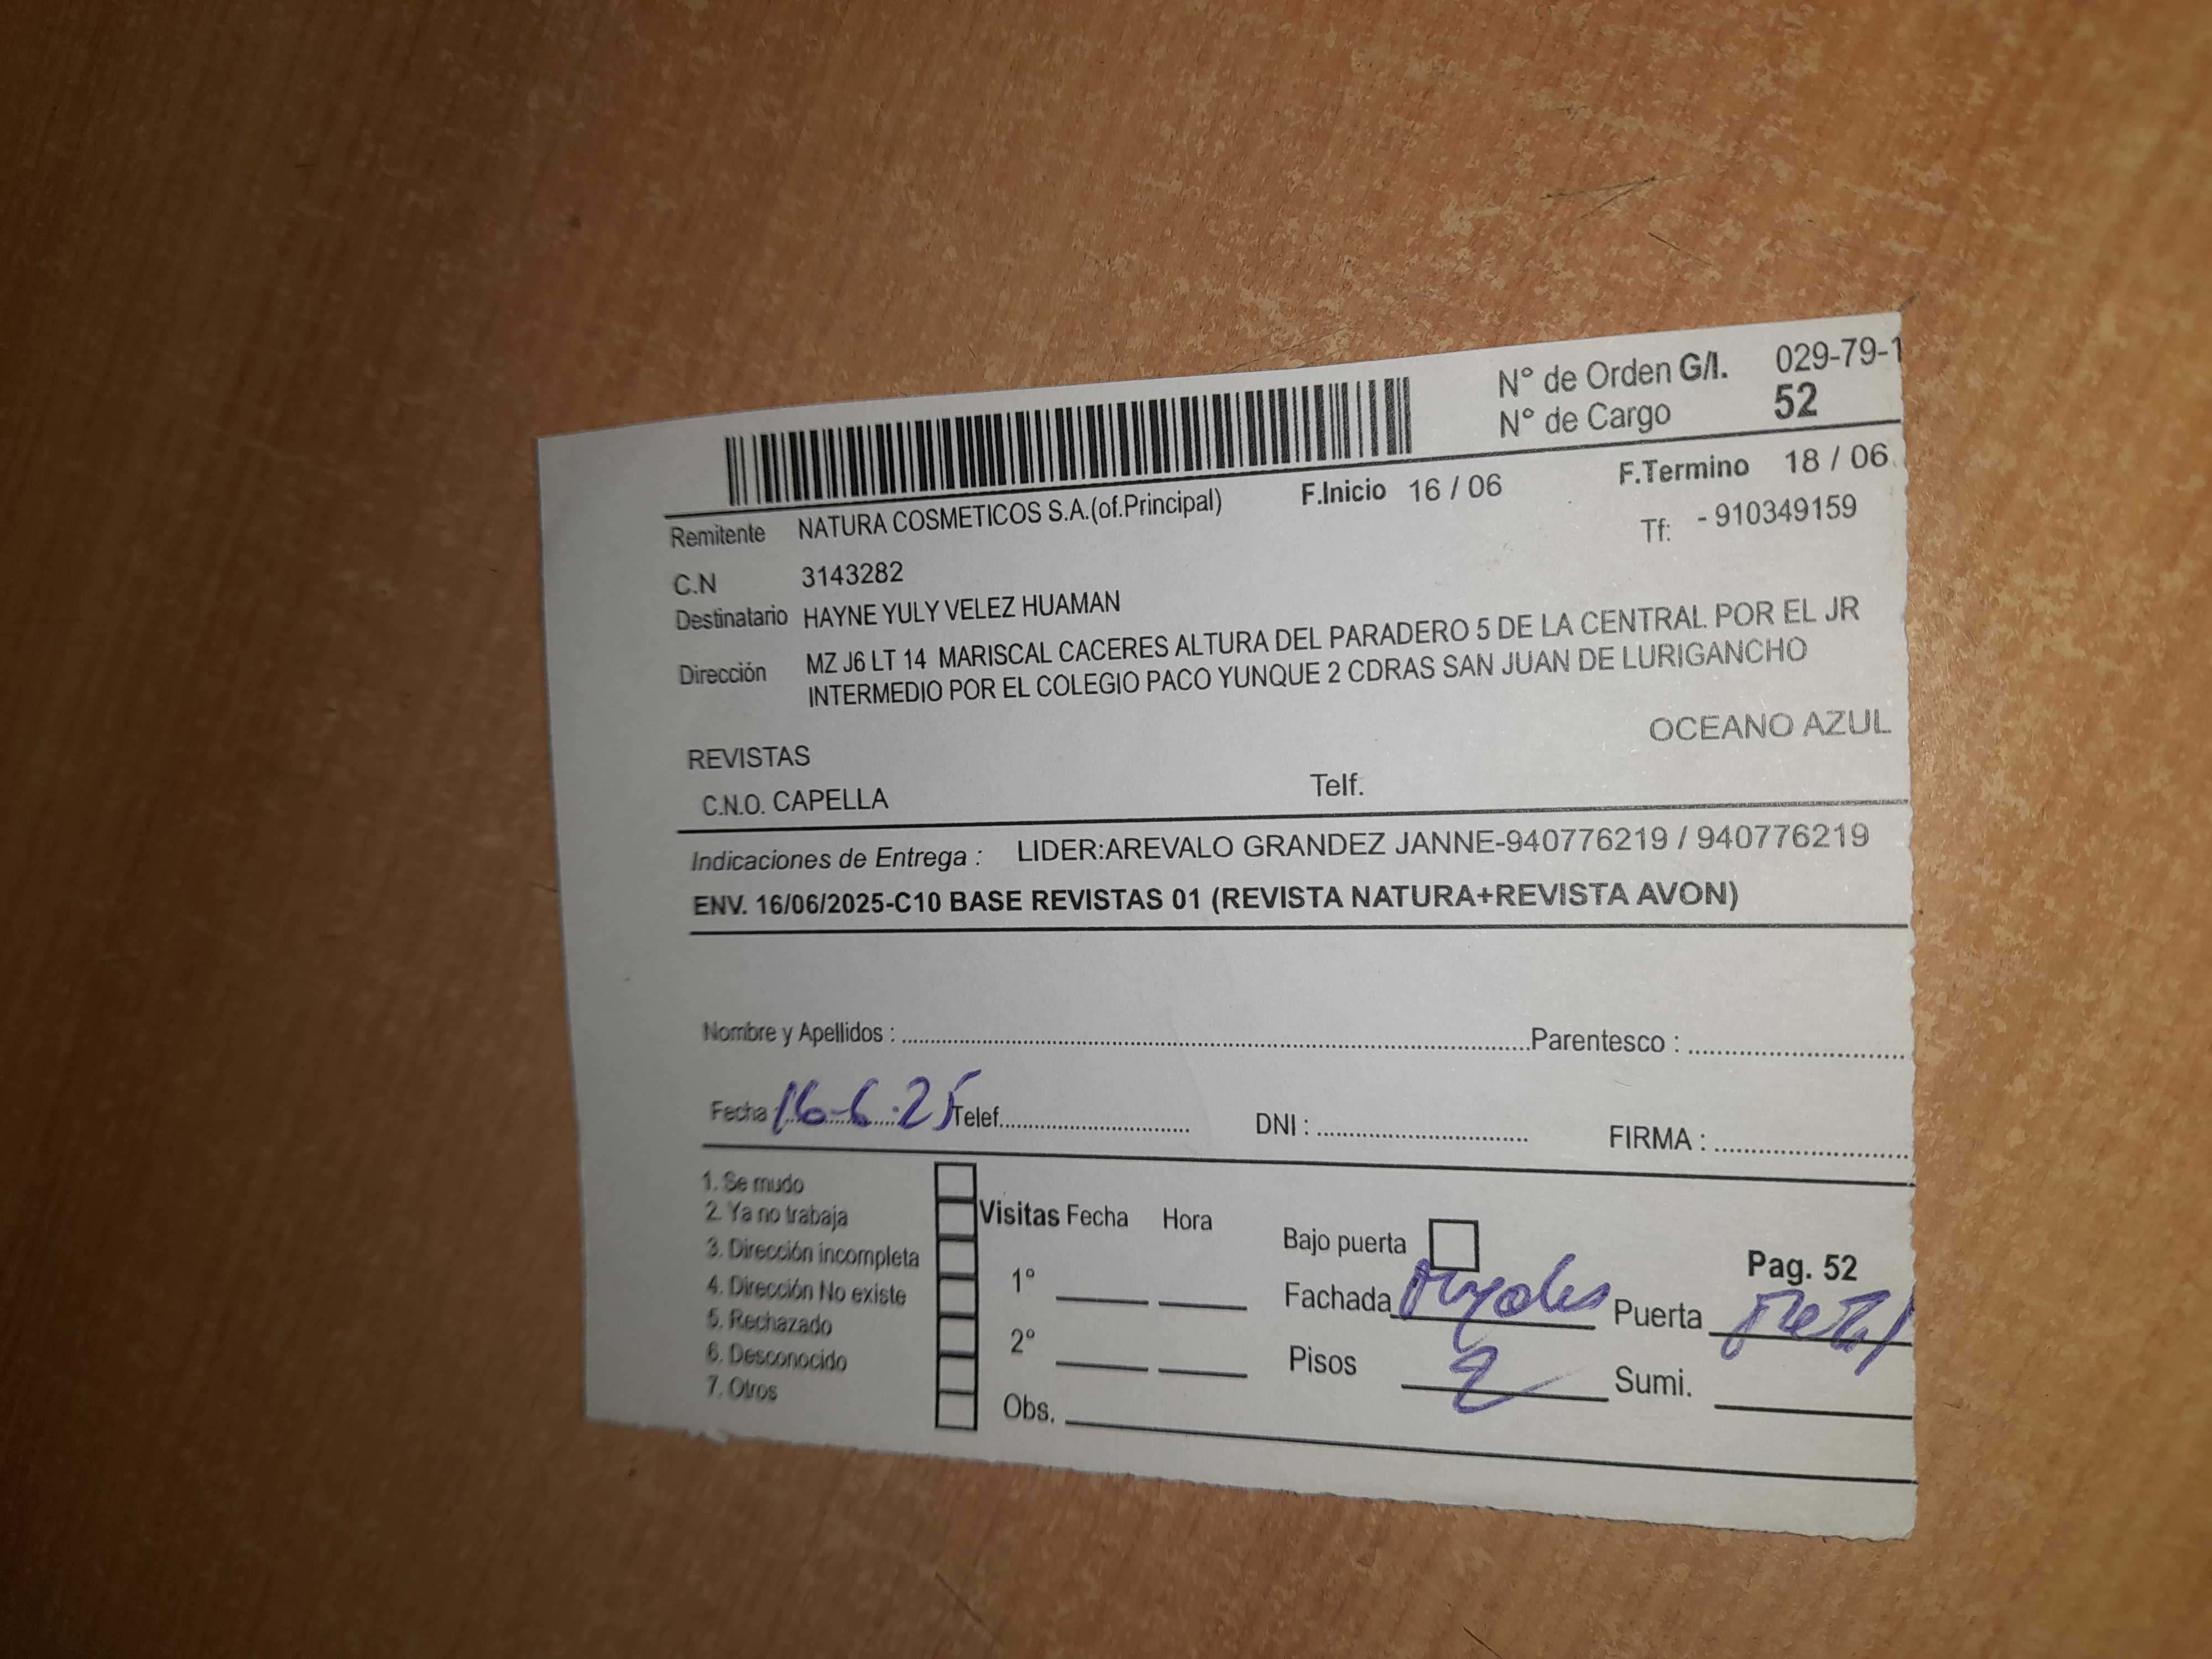 N° de Orden G/I. 029-79-1
N° de Cargo 52
F.Inicio 16 / 06 F.Termino 18 / 06
Remitente NATURA COSMETICOS S.A.(of.Principal) Tf: - 910349159
C.N 3143282
Destinatario HAYNE YULY VELEZ HUAMAN
Dirección MZ J6 LT 14 MARISCAL CACERES ALTURA DEL PARADERO 5 DE LA CENTRAL POR EL JR
INTERMEDIO POR EL COLEGIO PACO YUNQUE 2 CDRAS SAN JUAN DE LURIGANCHO
OCEANO AZUL
REVISTAS
C.N.O. CAPELLA Telf.
Indicaciones de Entrega : LIDER:AREVALO GRANDEZ JANNE-940776219 / 940776219
ENV. 16/06/2025-C10 BASE REVISTAS 01 (REVISTA NATURA+REVISTA AVON)
Nombre y Apellidos : Parentesco :
Fecha : 16-6-25 Telef. DNI : FIRMA :
1. Se mudo
2. Ya no trabaja
3. Dirección incompleta
4. Dirección No existe
5. Rechazado
6. Desconocido
7. Otros
Visitas Fecha Hora
1°
2°
Obs.
Bajo puerta
Fachada Puerta
Pisos 2 Sumi.
Pag. 52